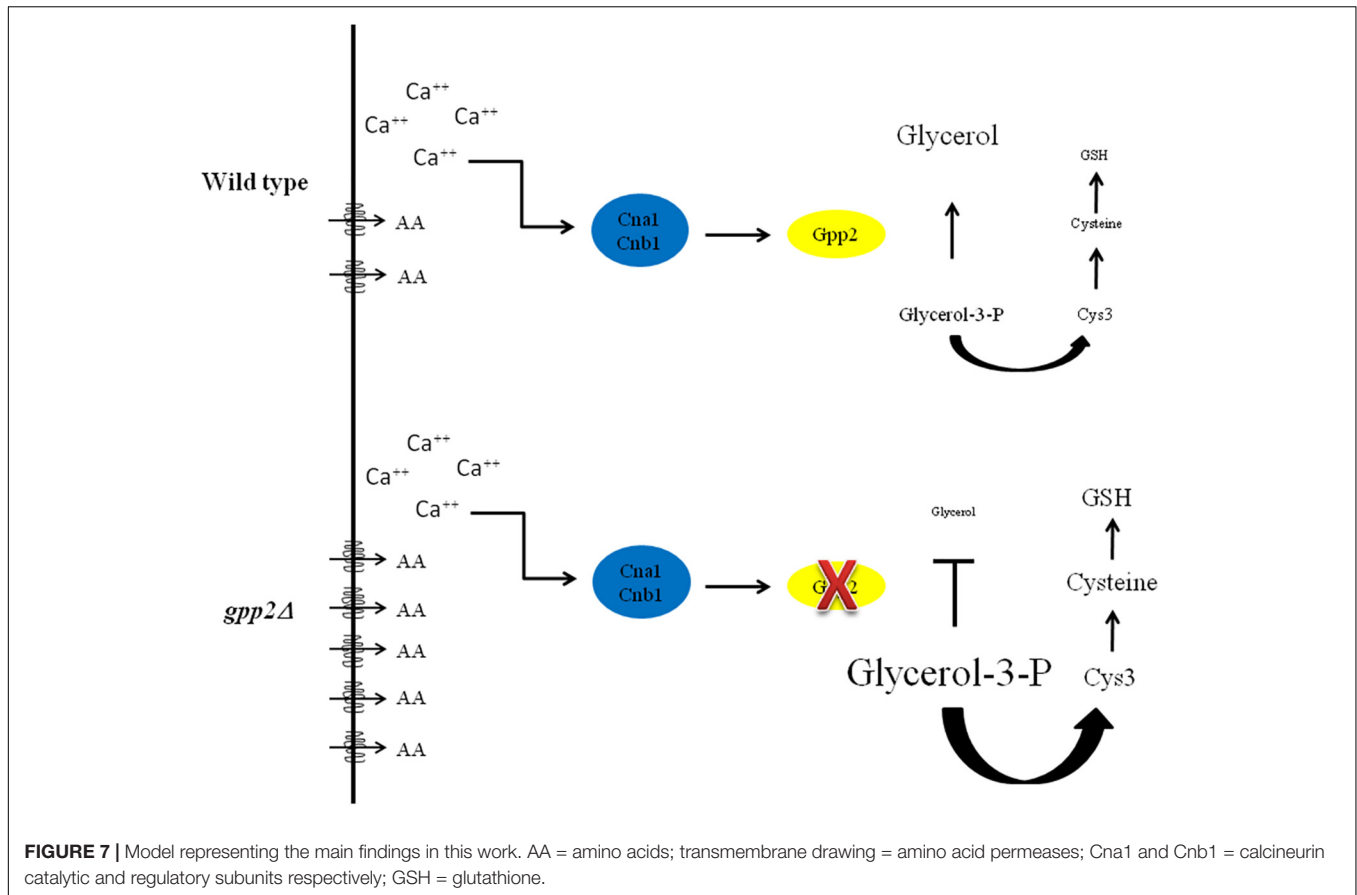 Ca⁺⁺
Ca⁺⁺ Ca⁺⁺
Ca⁺⁺
Wild type
AA
AA
Cna1
Cnb1
Gpp2
Glycerol
Glycerol-3-P
GSH
Cysteine
Cys3
Ca⁺⁺
Ca⁺⁺ Ca⁺⁺
Ca⁺⁺
gpp2Δ
AA
AA
AA
AA
AA
Cna1
Cnb1
Glycerol
Glycerol-3-P
GSH
Cysteine
Cys3
FIGURE 7 | Model representing the main findings in this work. AA = amino acids; transmembrane drawing = amino acid permeases; Cna1 and Cnb1 = calcineurin
catalytic and regulatory subunits respectively; GSH = glutathione.